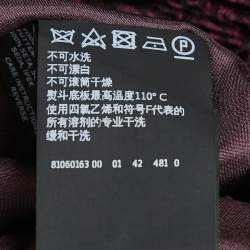 不可水洗
不可漂白
不可滚筒干燥
熨斗底板最高温度110° C
使用四氯乙烯和符号F代表的
所有溶剂的专业干洗
缓和干洗
81060163 00 01 42 481 0